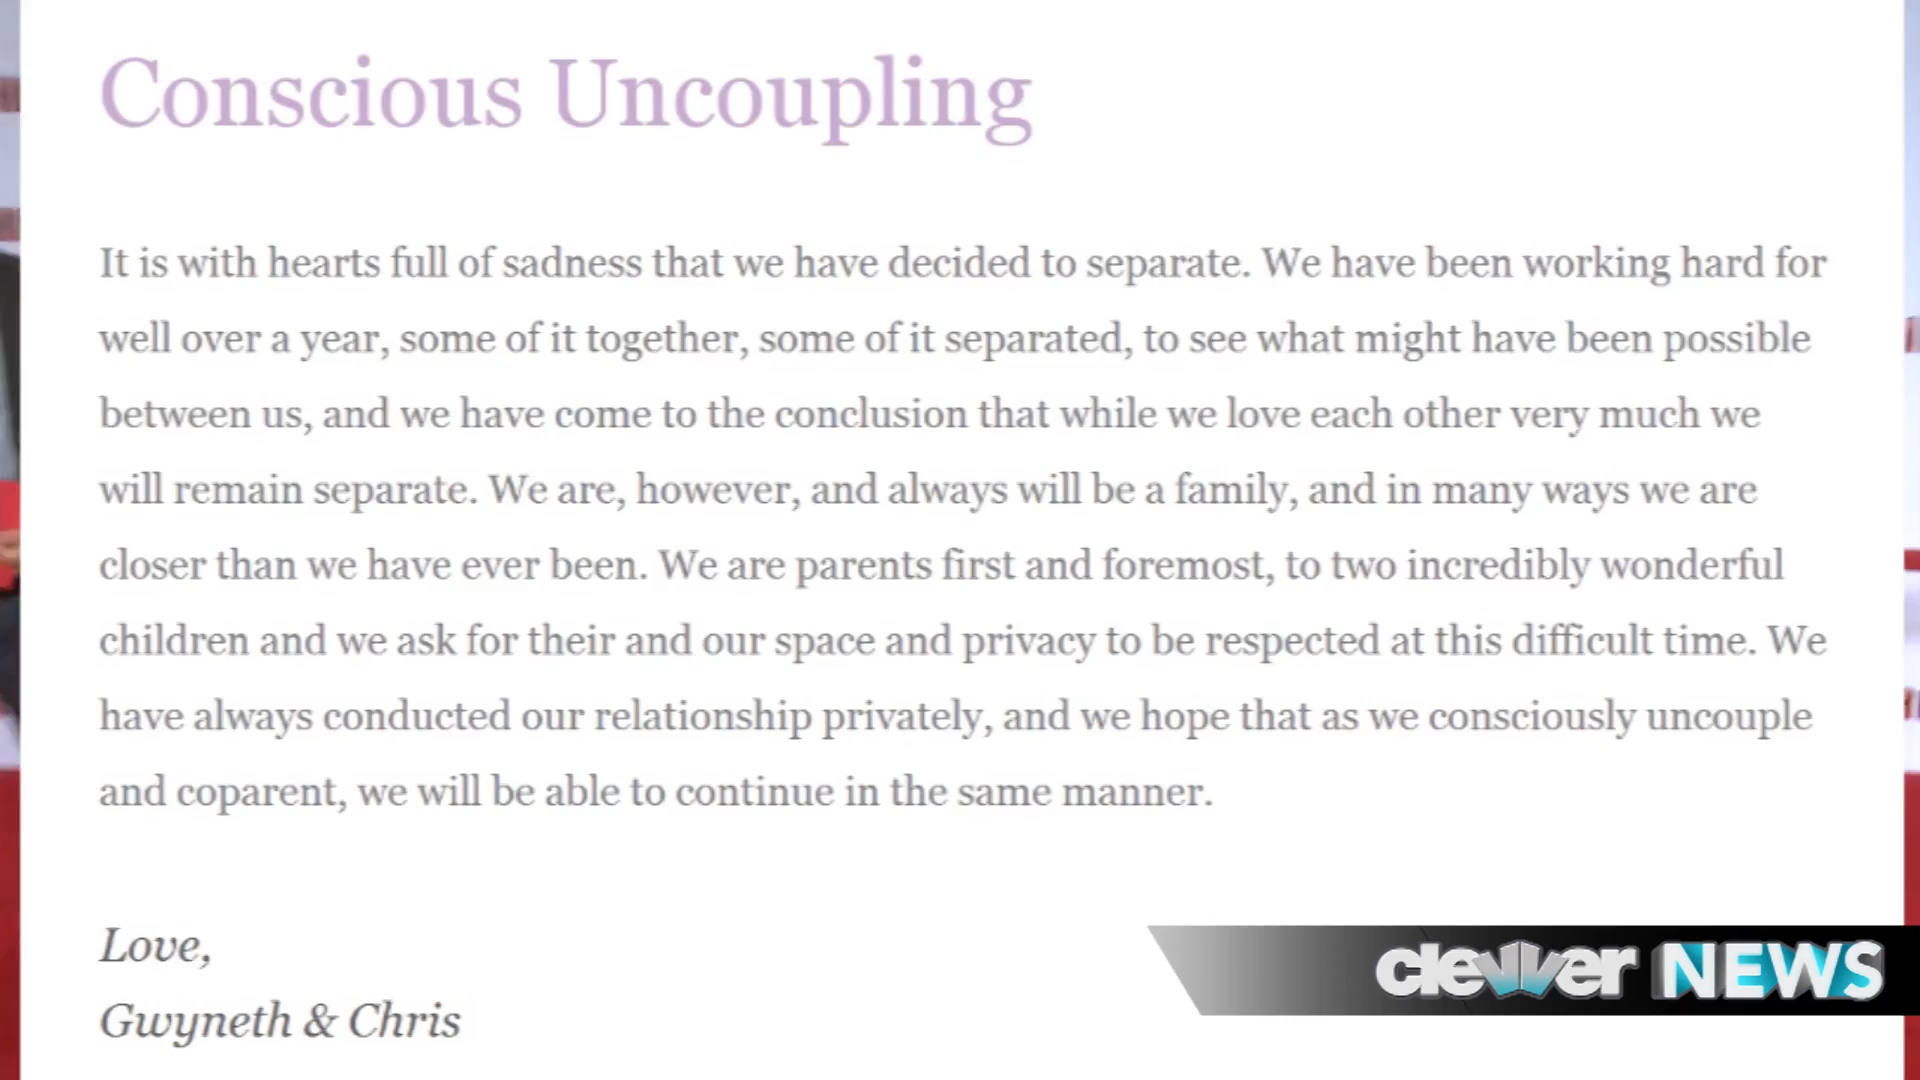 Conscious Uncoupling
It is with hearts full of sadness that we have decided to separate. We have been working hard for
well over a year, some of it together, some of it separated, to see what might have been possible
between us, and we have come to the conclusion that while we love each other very much we
will remain separate. We are, however, and always will be a family, and in many ways we are
closer than we have ever been. We are parents first and foremost, to two incredibly wonderful
children and we ask for their and our space and privacy to be respected at this difficult time. We
have always conducted our relationship privately, and we hope that as we consciously uncouple
and coparent, we will be able to continue in the same manner.
Love,
Gwyneth & Chris
clevver NEWS